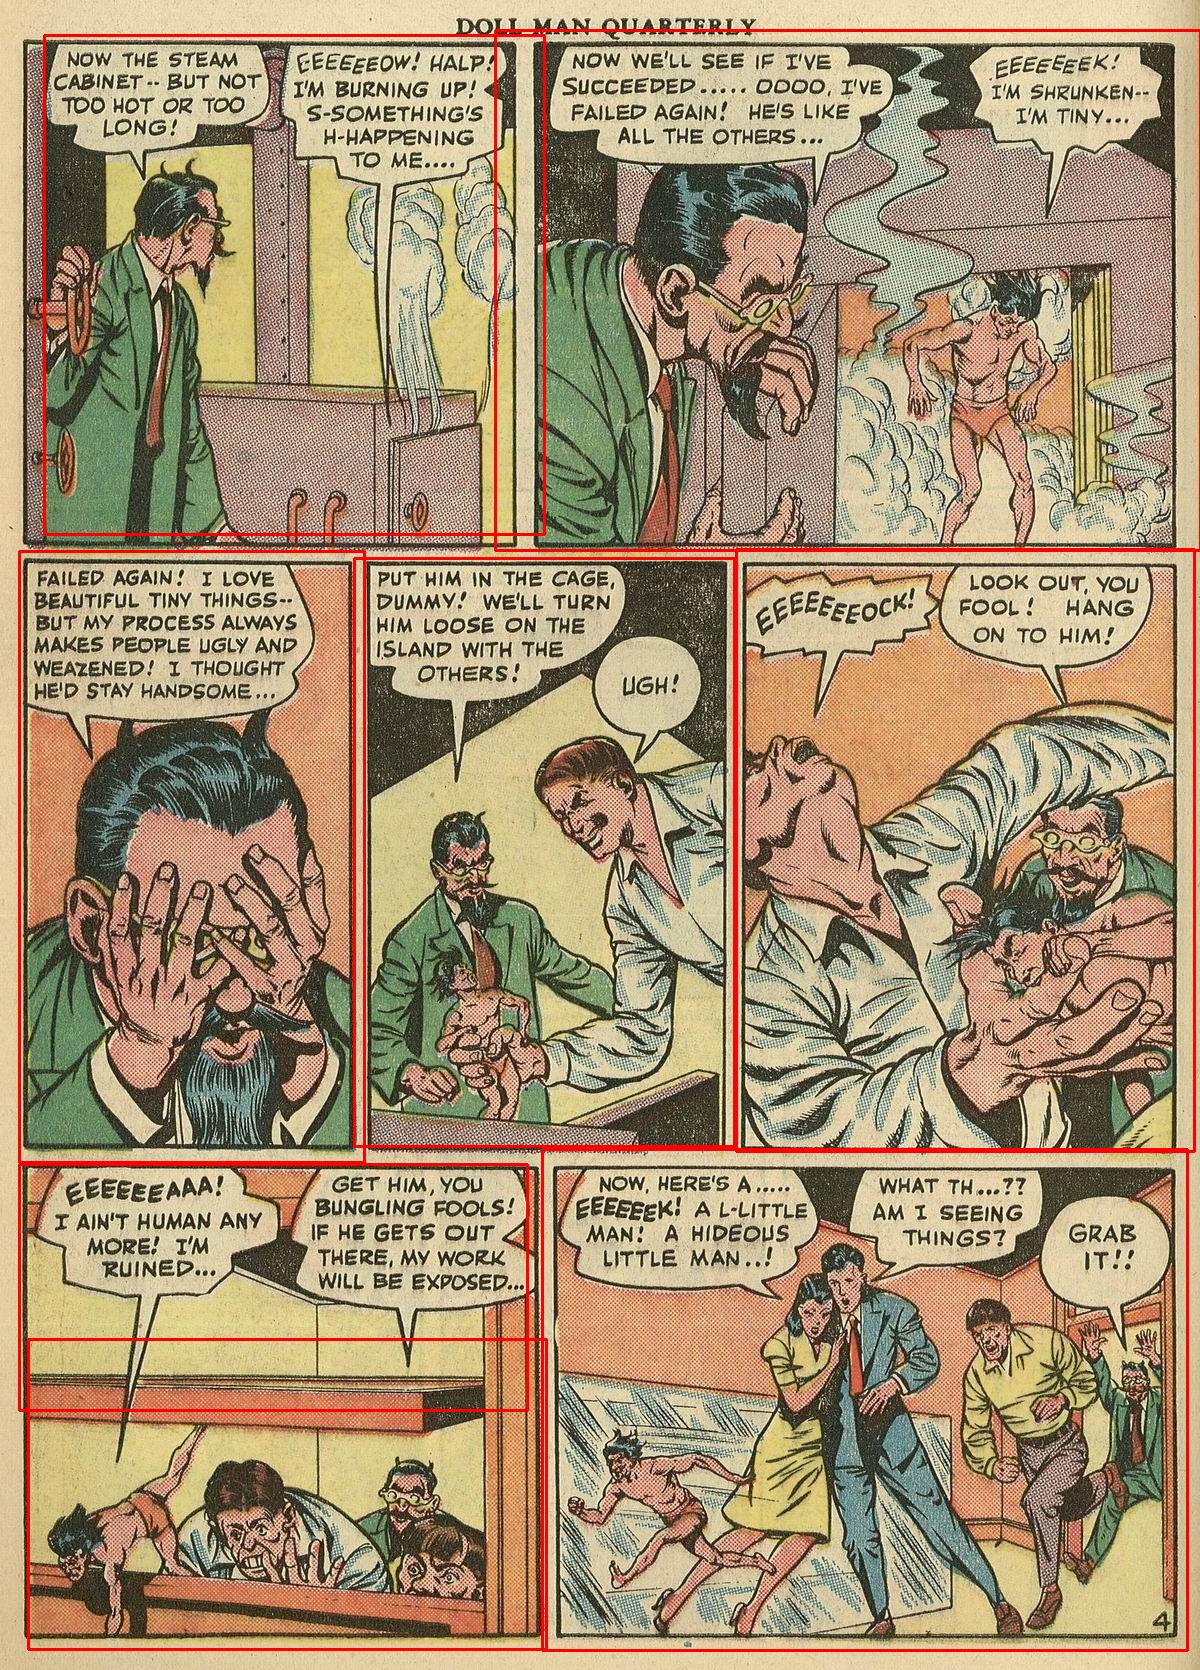 DOLL MAN QUARTERLY
NOW THE STEAM
CABINET-- BUT NOT
TOO HOT OR TOO
LONG!
EEEEEEOW! HALP!
I'M BURNING UP!
S-SOMETHING'S
H-HAPPENING
TO ME....
NOW WE'LL SEE IF I'VE
SUCCEEDED..... OOOO, I'VE
FAILED AGAIN! HE'S LIKE
ALL THE OTHERS...
EEEEEEEK!
I'M SHRUNKEN--
I'M TINY...
FAILED AGAIN! I LOVE
BEAUTIFUL TINY THINGS--
BUT MY PROCESS ALWAYS
MAKES PEOPLE UGLY AND
WEAZENED! I THOUGHT
HE'D STAY HANDSOME...
PUT HIM IN THE CAGE,
DUMMY! WE'LL TURN
HIM LOOSE ON THE
ISLAND WITH THE
OTHERS!
UGH!
EEEEEEEOCK!
LOOK OUT, YOU
FOOL! HANG
ON TO HIM!
EEEEEEAAA!
I AIN'T HUMAN ANY
MORE! I'M
RUINED...
GET HIM, YOU
BUNGLING FOOLS!
IF HE GETS OUT
THERE, MY WORK
WILL BE EXPOSED...
NOW, HERE'S A.....
EEEEEEK! A L-LITTLE
MAN! A HIDEOUS
LITTLE MAN..!
WHAT TH...??
AM I SEEING
THINGS?
GRAB
IT!!
4